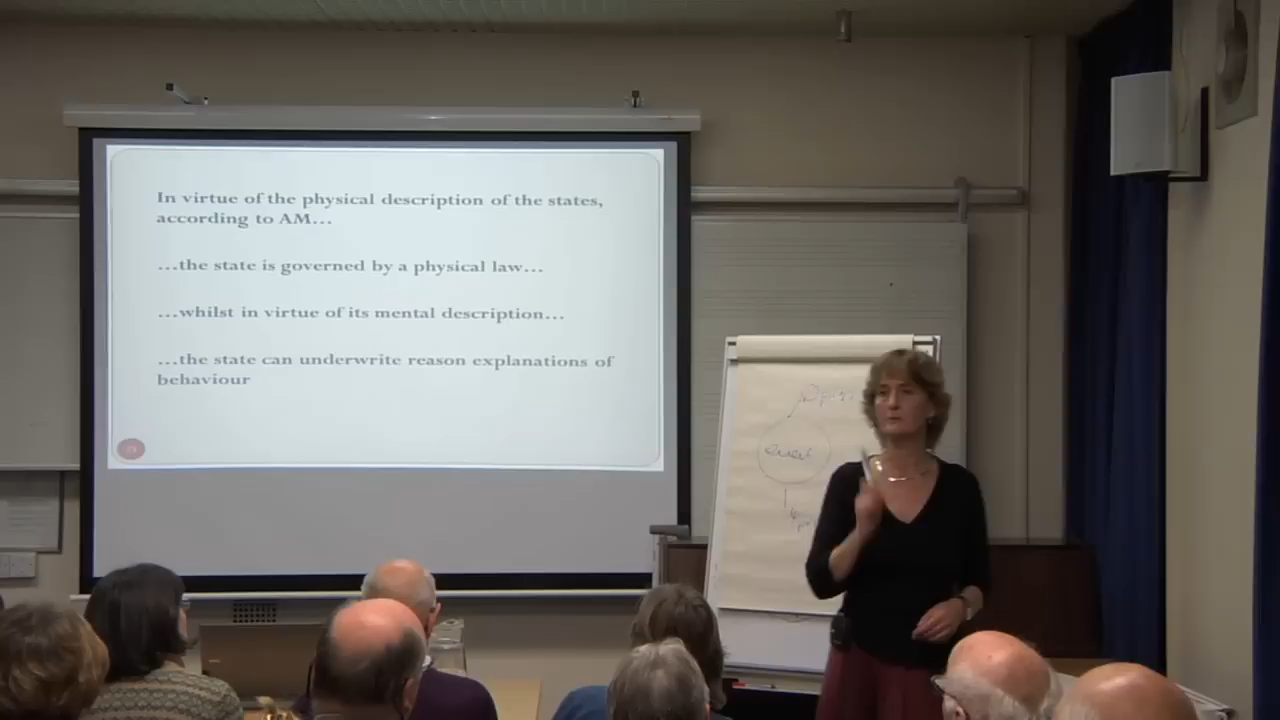 In virtue of the physical description of the states,
according to AM...
...the state is governed by a physical law...
...whilst in virtue of its mental description...
...the state can underwrite reason explanations of
behaviour